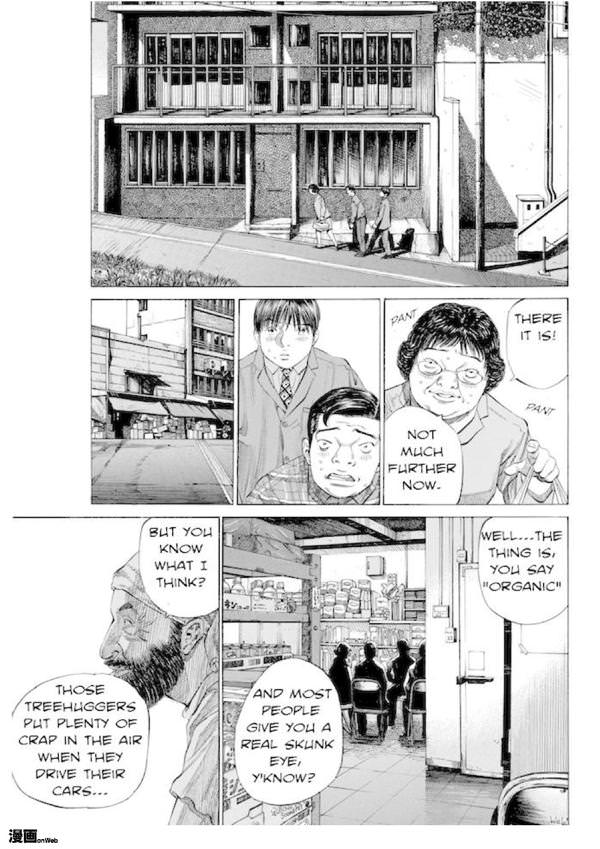 THERE
IT IS!
PANT
PANT
NOT
MUCH
FURTHER
NOW.
WELL...THE
THING IS,
YOU SAY
"ORGANIC"
AND MOST
PEOPLE
GIVE YOU A
REAL SKUNK
EYE,
Y'KNOW?
BUT YOU
KNOW
WHAT I
THINK?
THOSE
TREEHUGGERS
PUT PLENTY OF
CRAP IN THE AIR
WHEN THEY
DRIVE THEIR
CARS...
漫画onWeb